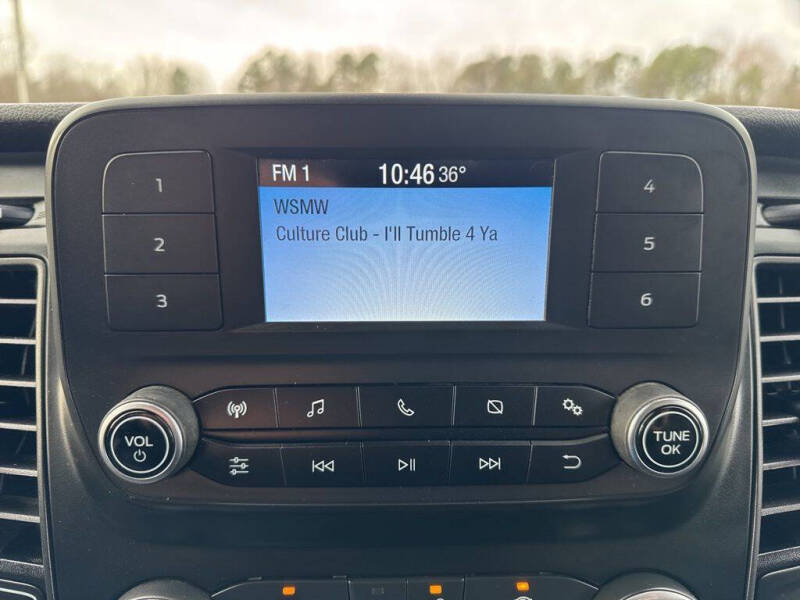 FM 1 10:46 36°
WSMW
Culture Club - I'll Tumble 4 Ya
1
2
3
4
5
6
VOL
TUNE
OK